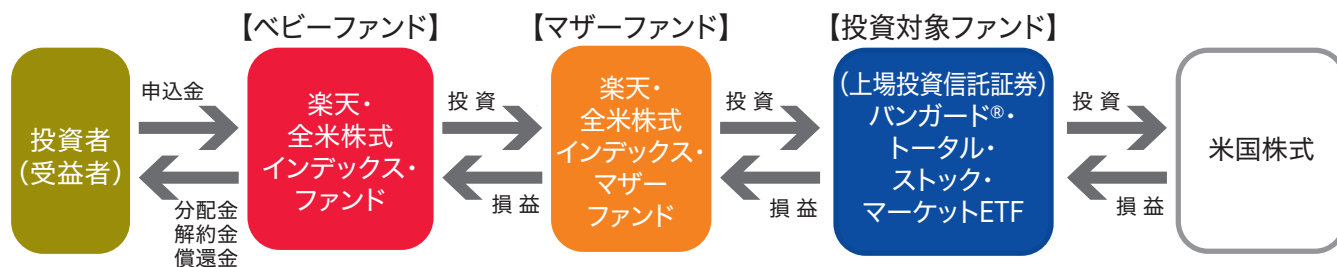 【ベビーファンド】
【マザーファンド】
【投資対象ファンド】
投資者
(受益者)
申込金
分配金
解約金
償還金
楽天・
全米株式
インデックス・
ファンド
投資
損益
楽天・
全米株式
インデックス・
マザー
ファンド
投資
損益
(上場投資信託証券)
バンガード®・
トータル・
ストック・
マーケットETF
投資
損益
米国株式